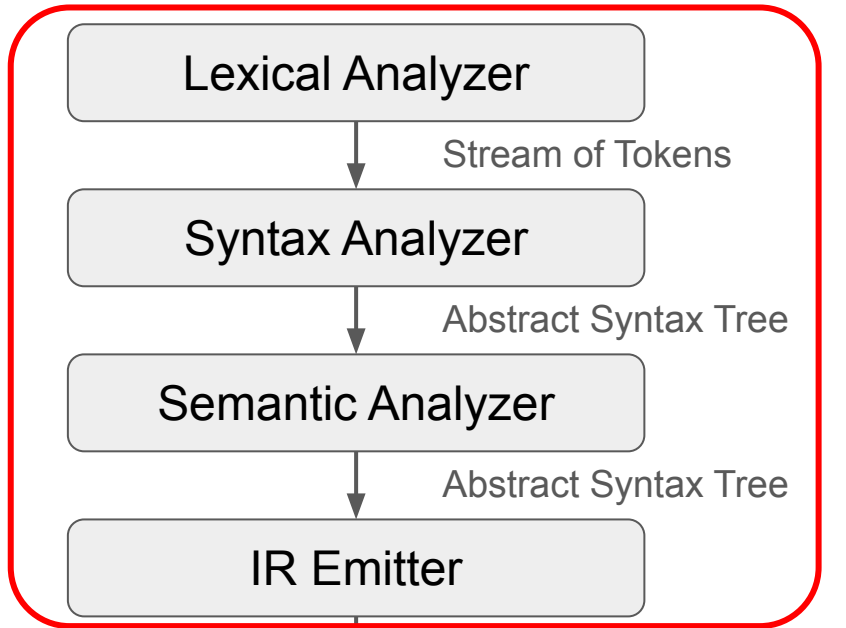 Lexical Analyzer
Stream of Tokens
Syntax Analyzer
Abstract Syntax Tree
Semantic Analyzer
Abstract Syntax Tree
IR Emitter